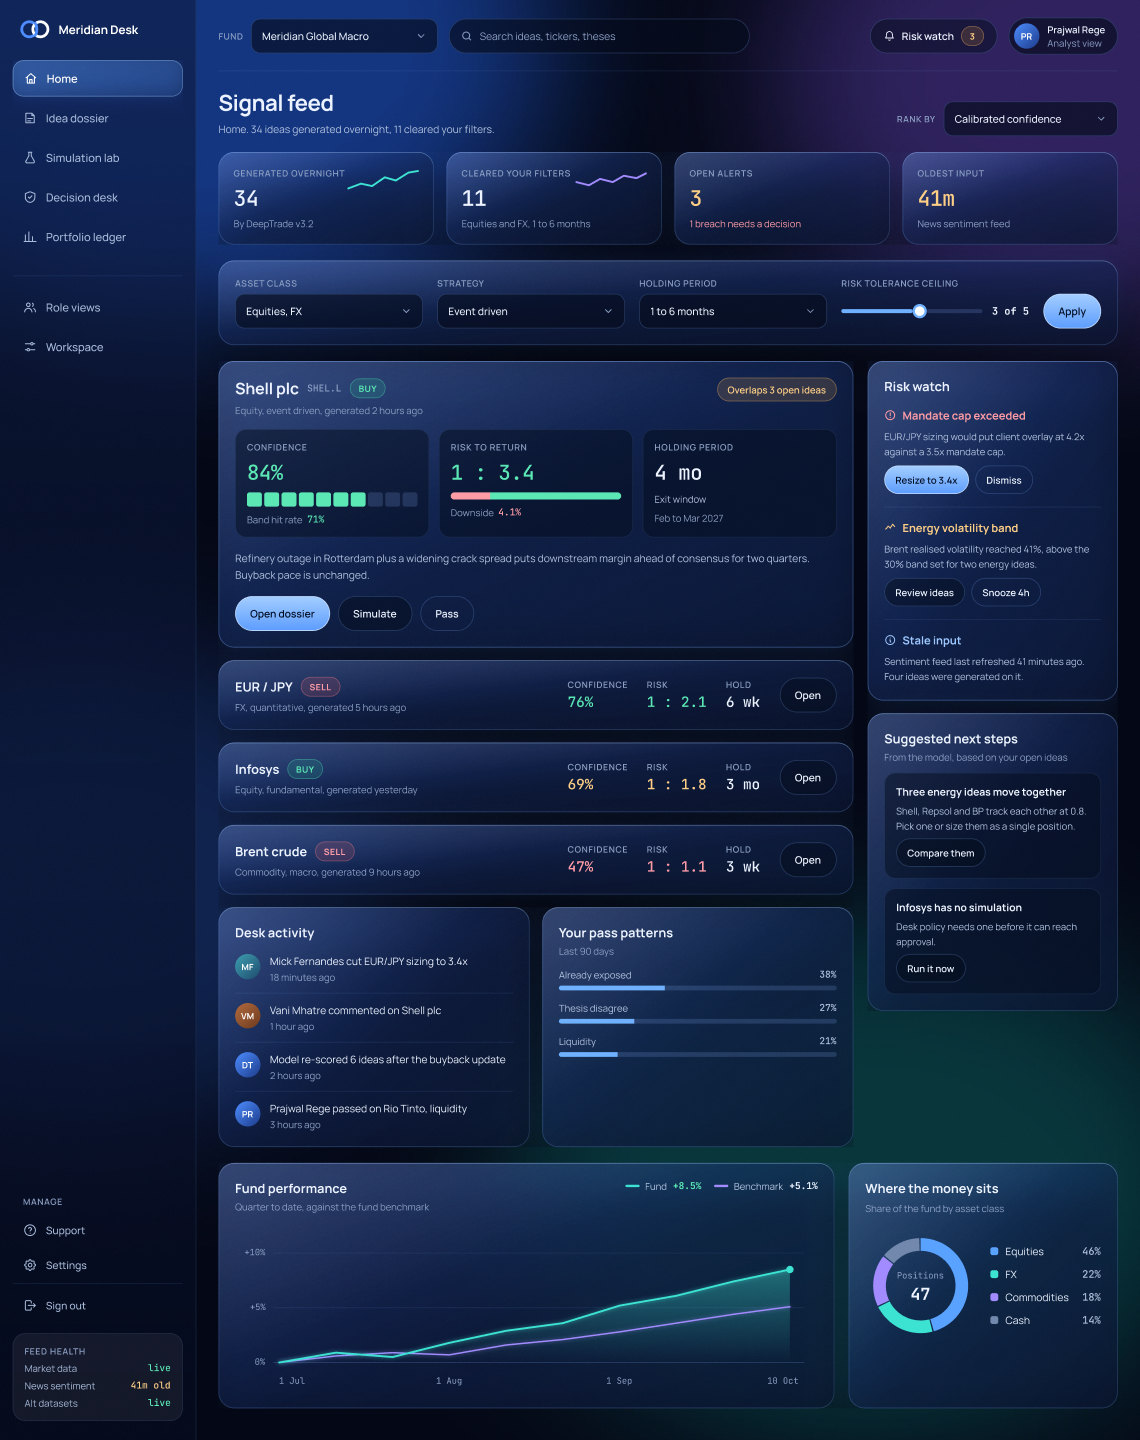 Meridian Desk
Home
Idea dossier
Simulation lab
Decision desk
Portfolio ledger
Role views
Workspace
MANAGE
Support
Settings
Sign out
FEED HEALTH
Market data live
News sentiment 41m old
Alt datasets live
FUND Meridian Global Macro
Search ideas, tickers, theses
Risk watch 3
PR Prajwal Rege
Analyst view
Signal feed
Home. 34 ideas generated overnight, 11 cleared your filters.
RANK BY Calibrated confidence
GENERATED OVERNIGHT
34
By DeepTrade v3.2
CLEARED YOUR FILTERS
11
Equities and FX, 1 to 6 months
OPEN ALERTS
3
1 breach needs a decision
OLDEST INPUT
41m
News sentiment feed
ASSET CLASS
Equities, FX
STRATEGY
Event driven
HOLDING PERIOD
1 to 6 months
RISK TOLERANCE CEILING
3 of 5
Apply
Shell plc SHEL.L BUY
Overlaps 3 open ideas
Equity, event driven, generated 2 hours ago
CONFIDENCE
84%
Band hit rate 71%
RISK TO RETURN
1 : 3.4
Downside 4.1%
HOLDING PERIOD
4 mo
Exit window
Feb to Mar 2027
Refinery outage in Rotterdam plus a widening crack spread puts downstream margin ahead of consensus for two quarters.
Buyback pace is unchanged.
Open dossier
Simulate
Pass
EUR / JPY SELL
FX, quantitative, generated 5 hours ago
CONFIDENCE
76%
RISK
1 : 2.1
HOLD
6 wk
Open
Infosys BUY
Equity, fundamental, generated yesterday
CONFIDENCE
69%
RISK
1 : 1.8
HOLD
3 mo
Open
Brent crude SELL
Commodity, macro, generated 9 hours ago
CONFIDENCE
47%
RISK
1 : 1.1
HOLD
3 wk
Open
Risk watch
Mandate cap exceeded
EUR/JPY sizing would put client overlay at 4.2x
against a 3.5x mandate cap.
Resize to 3.4x
Dismiss
Energy volatility band
Brent realised volatility reached 41%, above the
30% band set for two energy ideas.
Review ideas
Snooze 4h
Stale input
Sentiment feed last refreshed 41 minutes ago.
Four ideas were generated on it.
Suggested next steps
From the model, based on your open ideas
Three energy ideas move together
Shell, Repsol and BP track each other at 0.8.
Pick one or size them as a single position.
Compare them
Infosys has no simulation
Desk policy needs one before it can reach
approval.
Run it now
Desk activity
MF Mick Fernandes cut EUR/JPY sizing to 3.4x
18 minutes ago
VM Vani Mhatre commented on Shell plc
1 hour ago
DT Model re-scored 6 ideas after the buyback update
2 hours ago
PR Prajwal Rege passed on Rio Tinto, liquidity
3 hours ago
Your pass patterns
Last 90 days
Already exposed 38%
Thesis disagree 27%
Liquidity 21%
Fund performance
Quarter to date, against the fund benchmark
Fund +8.5%
Benchmark +5.1%
+10%
+5%
0%
1 Jul
1 Aug
1 Sep
10 Oct
Where the money sits
Share of the fund by asset class
Positions
47
Equities 46%
FX 22%
Commodities 18%
Cash 14%